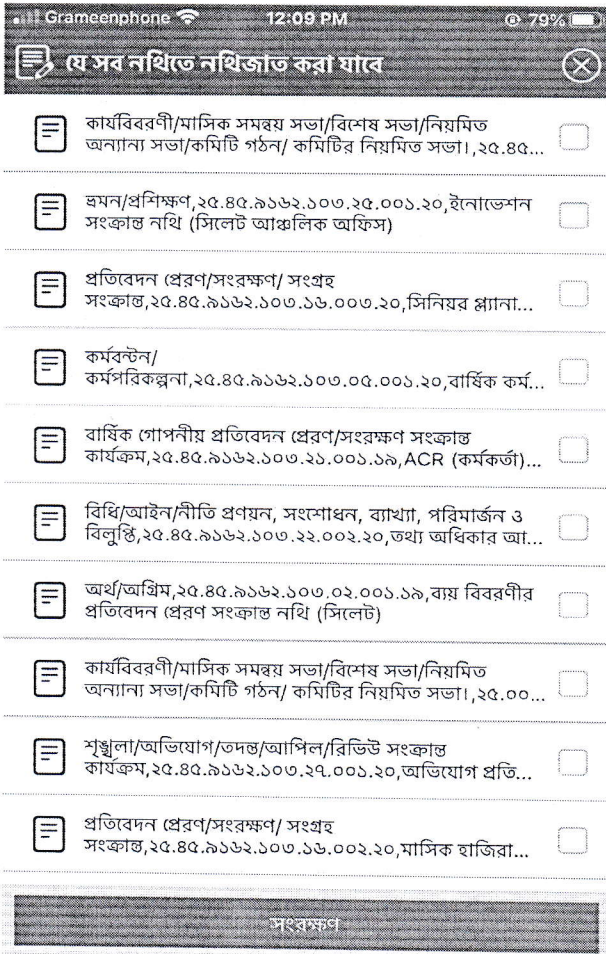 Grameenphone 12:09 PM 79%
যে সব নথিতে নথিজাত করা যাবে
কার্যবিবরণী/মাসিক সমন্বয় সভা/বিশেষ সভা/নিয়মিত
অন্যান্য সভা/কমিটি গঠন/ কমিটির নিয়মিত সভা।,২৫.৪৫...
ভ্রমন/প্রশিক্ষণ,২৫.৪৫.৯১৬২.১০৩.২৫.০০১.২০,ইনোভেশন
সংক্রান্ত নথি (সিলেট আঞ্চলিক অফিস)
প্রতিবেদন প্রেরণ/সংরক্ষণ/ সংগ্রহ
সংক্রান্ত,২৫.৪৫.৯১৬২.১০৩.১৬.০০৩.২০,সিনিয়র প্ল্যানা...
কর্মবন্টন/
কর্মপরিকল্পনা,২৫.৪৫.৯১৬২.১০৩.০৫.০০১.২০,বার্ষিক কর্ম...
বার্ষিক গোপনীয় প্রতিবেদন প্রেরণ/সংরক্ষণ সংক্রান্ত
কার্যক্রম,২৫.৪৫.৯১৬২.১০৩.২১.০০১.১৯,ACR (কর্মকর্তা)...
বিধি/আইন/নীতি প্রণয়ন, সংশোধন, ব্যাখ্যা, পরিমার্জন ও
বিলুপ্তি,২৫.৪৫.৯১৬২.১০৩.২২.০০২.২০,তথ্য অধিকার আ...
অর্থ/অগ্রিম,২৫.৪৫.৯১৬২.১০৩.০২.০০১.১৯,ব্যয় বিবরণীর
প্রতিবেদন প্রেরণ সংক্রান্ত নথি (সিলেট)
কার্যবিবরণী/মাসিক সমন্বয় সভা/বিশেষ সভা/নিয়মিত
অন্যান্য সভা/কমিটি গঠন/ কমিটির নিয়মিত সভা।,২৫.০০...
শৃঙ্খলা/অভিযোগ/তদন্ত/আপিল/রিভিউ সংক্রান্ত
কার্যক্রম,২৫.৪৫.৯১৬২.১০৩.২৭.০০১.২০,অভিযোগ প্রতি...
প্রতিবেদন প্রেরণ/সংরক্ষণ/ সংগ্রহ
সংক্রান্ত,২৫.৪৫.৯১৬২.১০৩.১৬.০০২.২০,মাসিক হাজিরা...
সংরক্ষণ